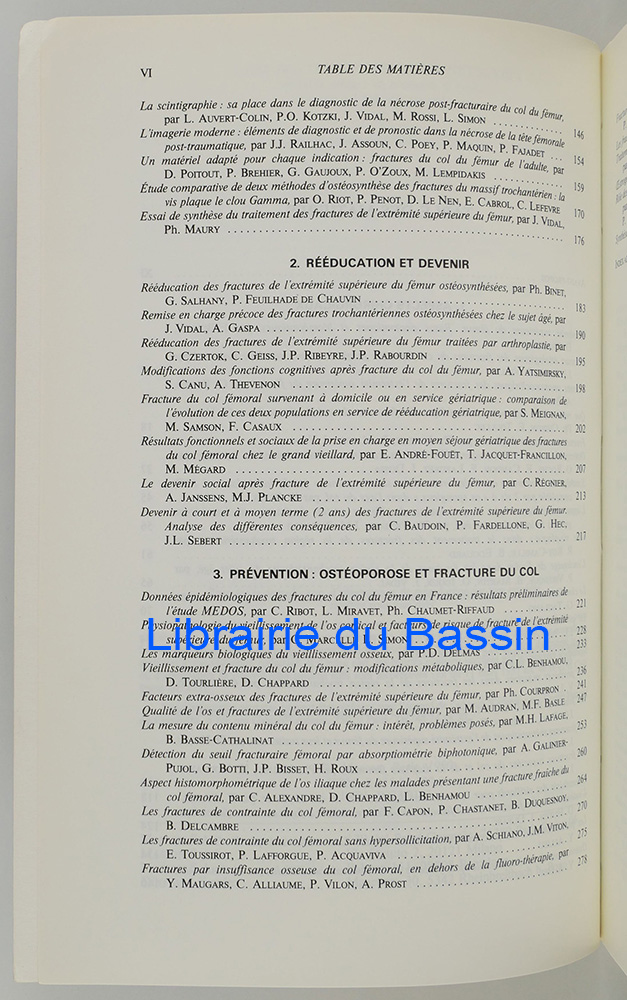 VI TABLE DES MATIÈRES
La scintigraphie : sa place dans le diagnostic de la nécrose post-fracturaire du col du fémur,
par L. AUVERT-COLIN, P.O. KOTZKI, J. VIDAL, M. ROSSI, L. SIMON 146
L'imagerie moderne : éléments de diagnostic et de pronostic dans la nécrose de la tête fémorale
post-traumatique, par J.J. RAILHAC, J. ASSOUN, C. POEY, P. MAQUIN, P. FAJADET 154
Un matériel adapté pour chaque indication : fractures du col du fémur de l'adulte, par
D. POITOUT, P. BREHIER, G. GAUJOUX, P. O'ZOUX, M. LEMPIDAKIS 159
Étude comparative de deux méthodes d'ostéosynthèse des fractures du massif trochantérien : la
vis plaque le clou Gamma, par O. RIOT, P. PENOT, D. LE NEN, E. CABROL, C. LEFEVRE 170
Essai de synthèse du traitement des fractures de l'extrémité supérieure du fémur, par J. VIDAL,
Ph. MAURY 176
2. RÉÉDUCATION ET DEVENIR
Rééducation des fractures de l'extrémité supérieure du fémur ostéosynthésées, par Ph. BINET,
G. SALHANY, P. FEUILHADE DE CHAUVIN 183
Remise en charge précoce des fractures trochantériennes ostéosynthésées chez le sujet âgé, par
J. VIDAL, A. GASPA 190
Rééducation des fractures de l'extrémité supérieure du fémur traitées par arthroplastie, par
G. CZERTOK, C. GEISS, J.P. RIBEYRE, J.P. RABOURDIN 195
Modifications des fonctions cognitives après fracture du col du fémur, par A. YATSIMIRSKY,
S. CANU, A. THEVENON 198
Fracture du col fémoral survenant à domicile ou en service gériatrique : comparaison de
l'évolution de ces deux populations en service de rééducation gériatrique, par S. MEIGNAN,
M. SAMSON, F. CASAUX 202
Résultats fonctionnels et sociaux de la prise en charge en moyen séjour gériatrique des fractures
du col fémoral chez le grand vieillard, par E. ANDRÉ-FOUËT, T. JACQUET-FRANCILLON,
M. MÉGARD 207
Le devenir social après fracture de l'extrémité supérieure du fémur, par C. RÉGNIER,
A. JANSSENS, M.J. PLANCKE 213
Devenir à court et à moyen terme (2 ans) des fractures de l'extrémité supérieure du fémur.
Analyse des différentes conséquences, par C. BAUDOIN, P. FARDELLONE, G. HEC,
J.L. SEBERT 217
3. PRÉVENTION : OSTÉOPOROSE ET FRACTURE DU COL
Données épidémiologiques des fractures du col du fémur en France : résultats préliminaires de
l'étude MEDOS, par C. RIBOT, L. MIRAVET, Ph. CHAUMET-RIFFAUD 221
Physiopathologie du vieillissement de l'os cortical et facteurs de risque de fracture de l'extrémité
supérieure du fémur, par C. MARCELLI, L. SIMON 228
Librairie du Bassin
Les marqueurs biologiques du vieillissement osseux, par P.D. DELMAS 233
Vieillissement et fracture du col du fémur : modifications métaboliques, par C.L. BENHAMOU,
D. TOURLIÈRE, D. CHAPPARD 236
Facteurs extra-osseux des fractures de l'extrémité supérieure du fémur, par Ph. COURPRON 241
Qualité de l'os et fractures de l'extrémité supérieure du fémur, par M. AUDRAN, M.F. BASLE 247
La mesure du contenu minéral du col du fémur : intérêt, problèmes posés, par M.H. LAFAGE,
B. BASSE-CATHALINAT 253
Détection du seuil fracturaire fémoral par absorptiométrie biphotonique, par A. GALINIER-
PUJOL, G. BOTTI, J.P. BISSET, H. ROUX 260
Aspect histomorphométrique de l'os iliaque chez les malades présentant une fracture fraîche du
col fémoral, par C. ALEXANDRE, D. CHAPPARD, L. BENHAMOU 264
Les fractures de contrainte du col fémoral, par F. CAPON, P. CHASTANET, B. DUQUESNOY,
B. DELCAMBRE 270
Les fractures de contrainte du col fémoral sans hypersollicitation, par A. SCHIANO, J.M. VITON,
E. TOUSSIROT, P. LAFFORGUE, P. ACQUAVIVA 275
Fractures par insuffisance osseuse du col fémoral, en dehors de la fluoro-thérapie, par
Y. MAUGARS, C. ALLIAUME, P. VILON, A. PROST 278